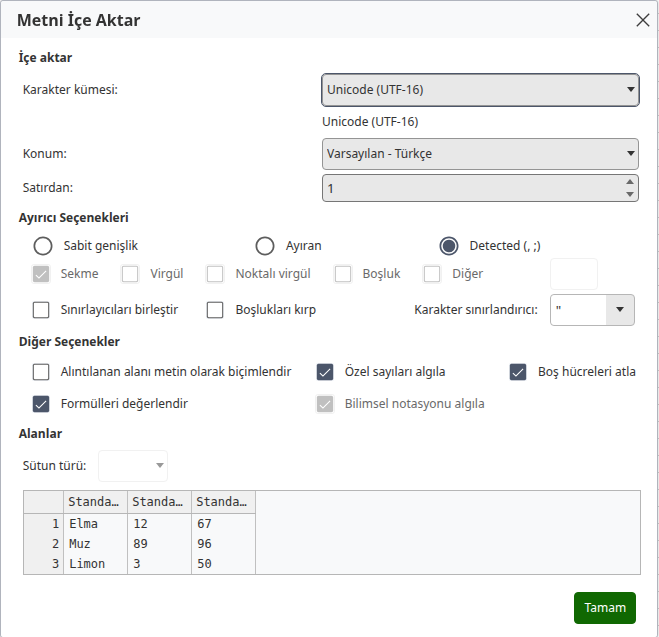 Metni İçe Aktar
İçe aktar
Karakter kümesi: Unicode (UTF-16)
Unicode (UTF-16)
Konum: Varsayılan - Türkçe
Satırdan: 1
Ayırıcı Seçenekleri
Sabit genişlik Ayıran Detected (, ;)
Sekme Virgül Noktalı virgül Boşluk Diğer
Sınırlayıcıları birleştir Boşlukları kırp Karakter sınırlandırıcı: "
Diğer Seçenekler
Alıntılanan alanı metin olarak biçimlendir Özel sayıları algıla Boş hücreleri atla
Formülleri değerlendir Bilimsel notasyonu algıla
Alanlar
Sütun türü:
Standa… Standa… Standa…
1 Elma 12 67
2 Muz 89 96
3 Limon 3 50
Tamam